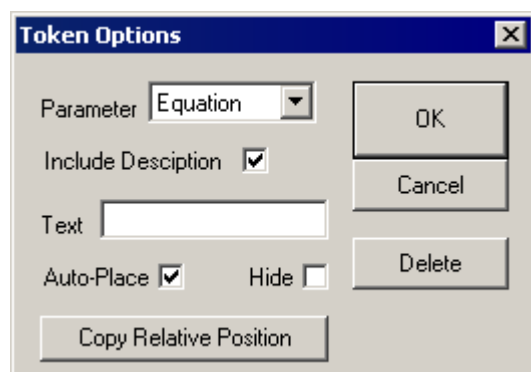 Token Options
Parameter Equation
OK
Include Desciption
Cancel
Text
Auto-Place Hide
Delete
Copy Relative Position